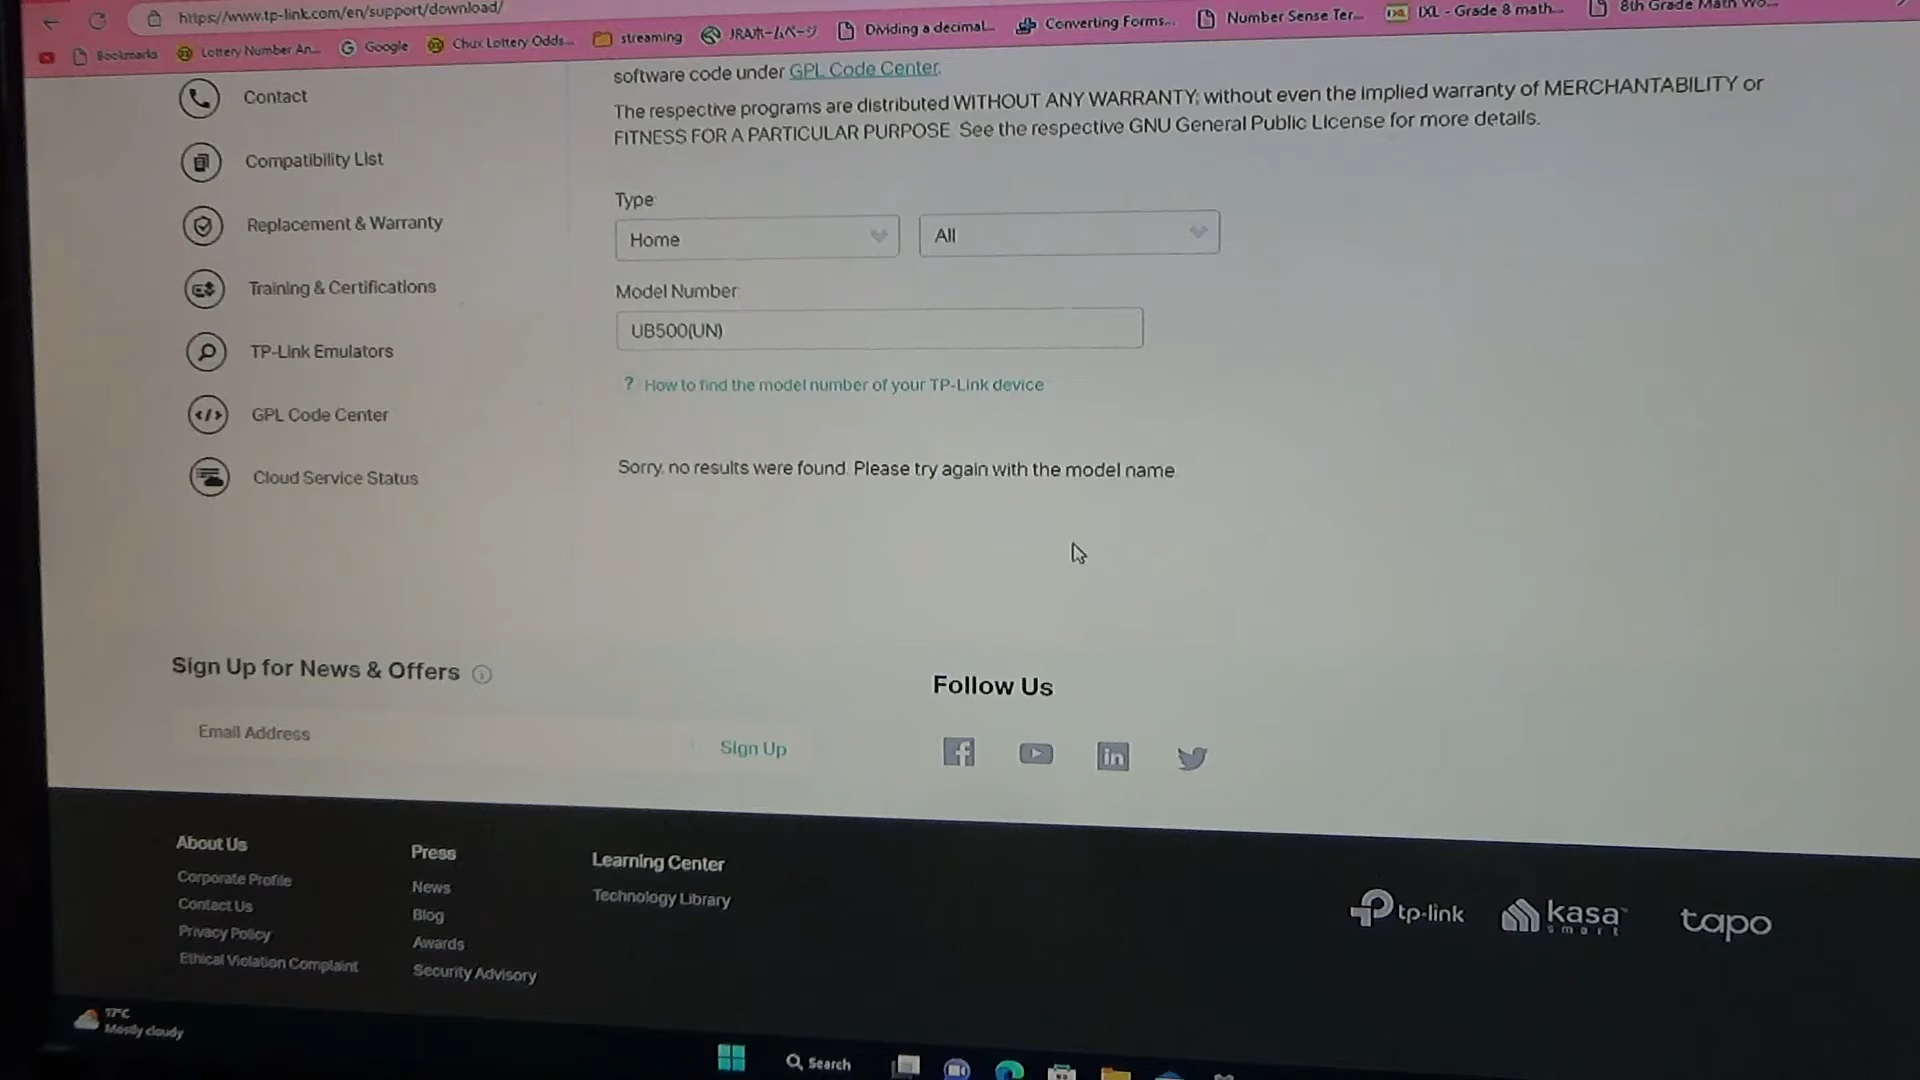 https://www.tp-link.com/en/support/download/
Bookmarks
Lottery Number An...
Google
Chux Lottery Odds...
streaming
JRAホームページ
Dividing a decimal...
Converting Forms...
Number Sense Ter...
IXL - Grade 8 math...
8th Grade Math Wo...
software code under GPL Code Center.
The respective programs are distributed WITHOUT ANY WARRANTY; without even the implied warranty of MERCHANTABILITY or
FITNESS FOR A PARTICULAR PURPOSE. See the respective GNU General Public License for more details.
Contact
Compatibility List
Replacement & Warranty
Training & Certifications
TP-Link Emulators
GPL Code Center
Cloud Service Status
Type:
Home
All
Model Number:
UB500(UN)
? How to find the model number of your TP-Link device
Sorry, no results were found. Please try again with the model name
Sign Up for News & Offers
Email Address
Sign Up
Follow Us
About Us
Corporate Profile
Contact Us
Privacy Policy
Ethical Violation Complaint
Press
News
Blog
Awards
Security Advisory
Learning Center
Technology Library
tp-link
kasa
smart
tapo
17°C
Mostly cloudy
Search